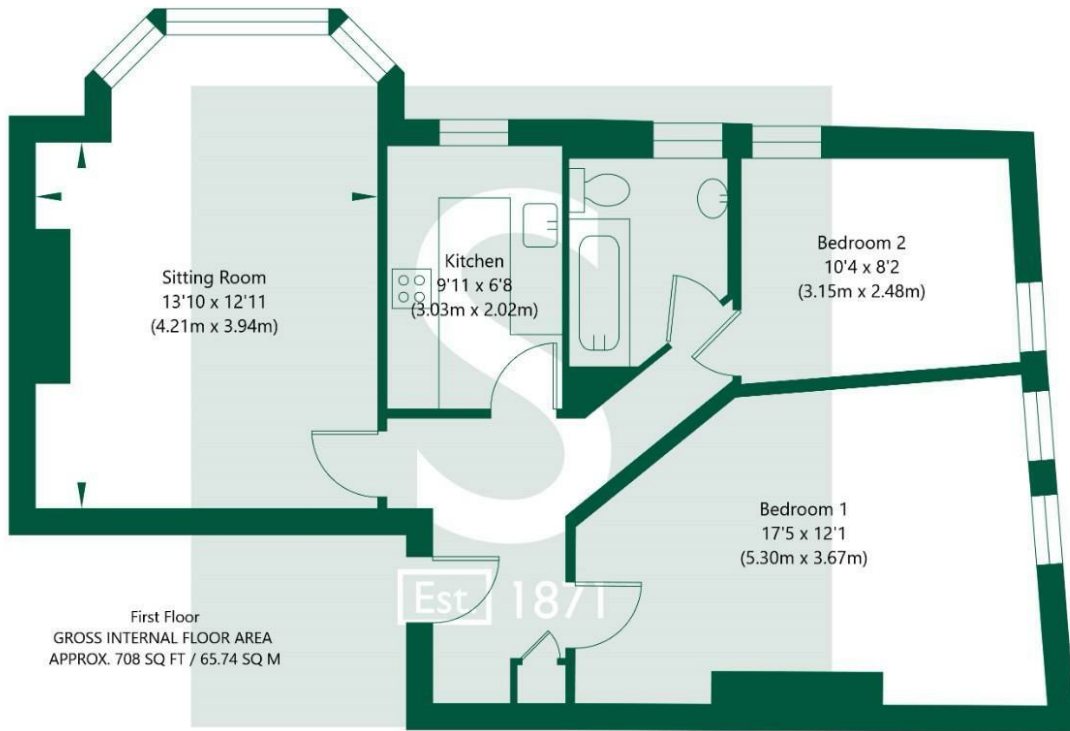 Sitting Room
13'10 x 12'11
(4.21m x 3.94m)
Kitchen
9'11 x 6'8
(3.03m x 2.02m)
Bedroom 2
10'4 x 8'2
(3.15m x 2.48m)
Bedroom 1
17'5 x 12'1
(5.30m x 3.67m)
S
Est 1871
First Floor
GROSS INTERNAL FLOOR AREA
APPROX. 708 SQ FT / 65.74 SQ M